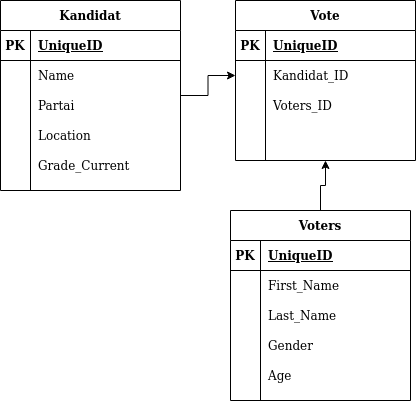 Kandidat
PK UniqueID
Name
Partai
Location
Grade_Current
Vote
PK UniqueID
Kandidat_ID
Voters_ID
Voters
PK UniqueID
First_Name
Last_Name
Gender
Age